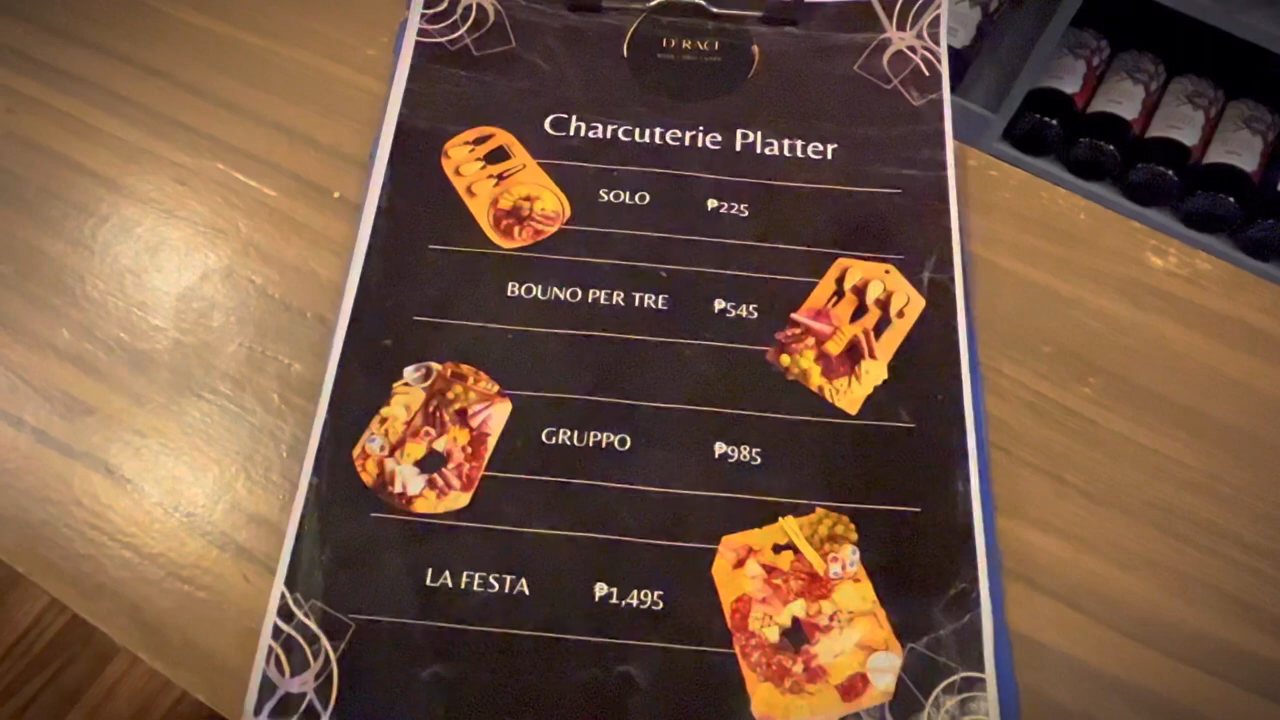 Charcuterie Platter
SOLO ₱225
BOUNO PER TRE ₱545
GRUPPO ₱985
LA FESTA ₱1,495